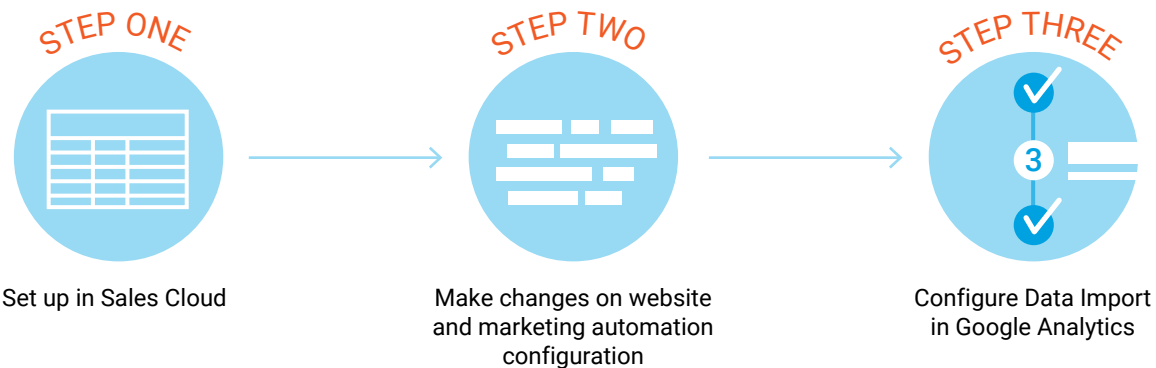 STEP ONE
STEP TWO
STEP THREE
3
Set up in Sales Cloud
Make changes on website
and marketing automation
configuration
Configure Data Import
in Google Analytics